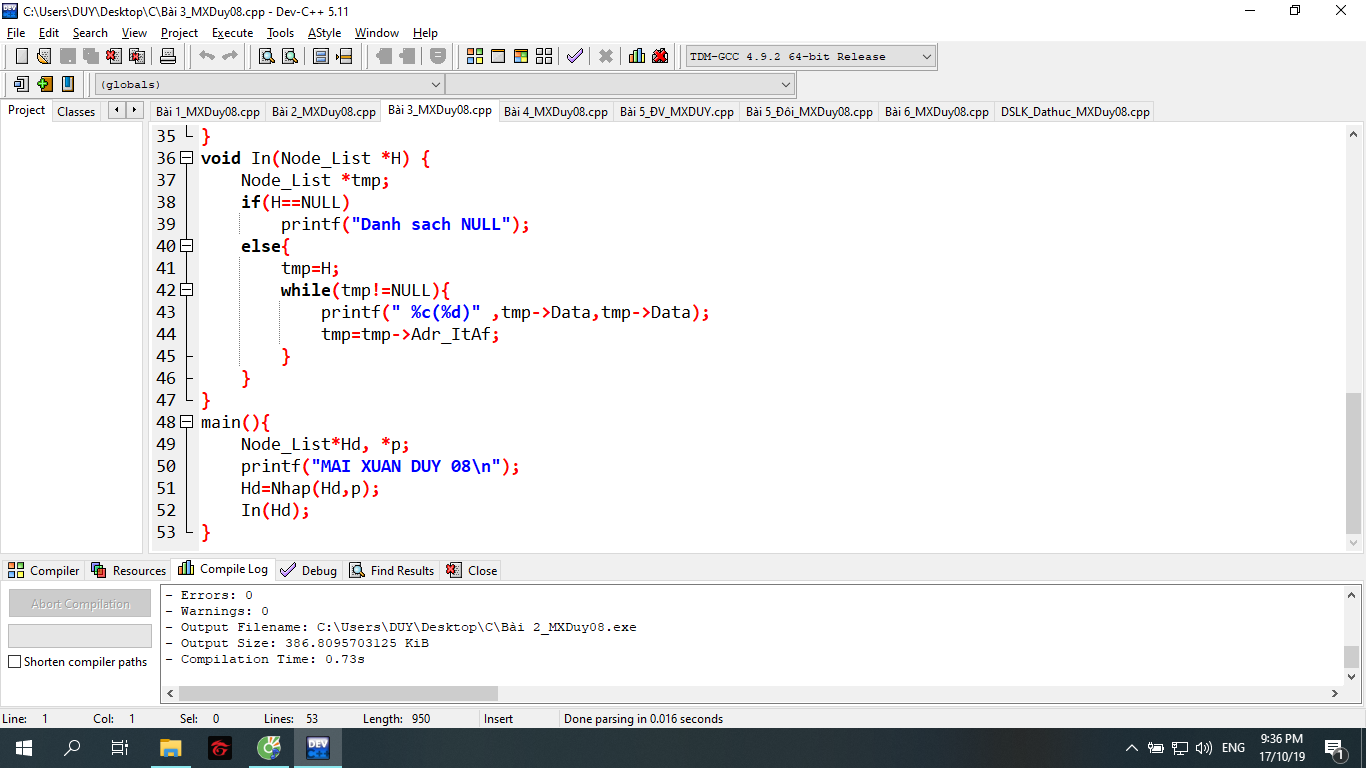 C:\Users\DUY\Desktop\C\Bài 3_MXDuy08.cpp - Dev-C++ 5.11
File Edit Search View Project Execute Tools AStyle Window Help
TDM-GCC 4.9.2 64-bit Release
(globals)
Project Classes Bài 1_MXDuy08.cpp Bài 2_MXDuy08.cpp Bài 3_MXDuy08.cpp Bài 4_MXDuy08.cpp Bài 5_ĐV_MXDUY.cpp Bài 5_Đôi_MXDuy08.cpp Bài 6_MXDuy08.cpp DSLK_Dathuc_MXDuy08.cpp
35 }
36 void In(Node_List *H) {
37 Node_List *tmp;
38 if(H==NULL)
39 printf("Danh sach NULL");
40 else{
41 tmp=H;
42 while(tmp!=NULL){
43 printf(" %c(%d)" ,tmp->Data,tmp->Data);
44 tmp=tmp->Adr_ItAf;
45 }
46 }
47 }
48 main(){
49 Node_List*Hd, *p;
50 printf("MAI XUAN DUY 08\n");
51 Hd=Nhap(Hd,p);
52 In(Hd);
53 }
Compiler Resources Compile Log Debug Find Results Close
Abort Compilation
Shorten compiler paths
- Errors: 0
- Warnings: 0
- Output Filename: C:\Users\DUY\Desktop\C\Bài 2_MXDuy08.exe
- Output Size: 386.8095703125 KiB
- Compilation Time: 0.73s
Line: 1 Col: 1 Sel: 0 Lines: 53 Length: 950 Insert Done parsing in 0.016 seconds
DEV
ENG
9:36 PM
17/10/19
1